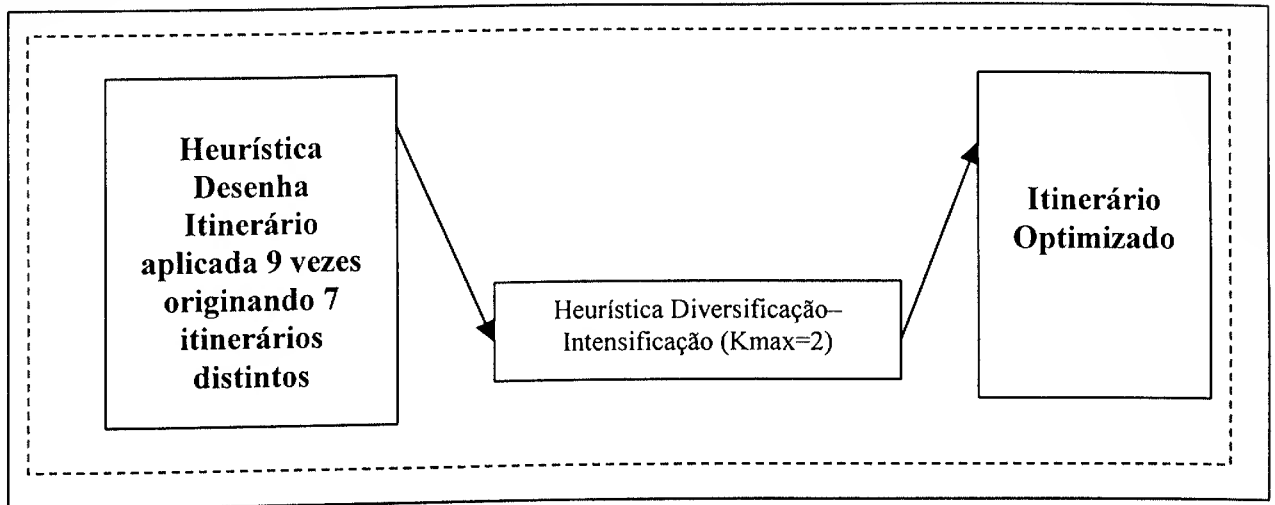 Heurística
Desenha
Itinerário
aplicada 9 vezes
originando 7
itinerários
distintos
Heurística Diversificação–
Intensificação (Kmax=2)
Itinerário
Optimizado